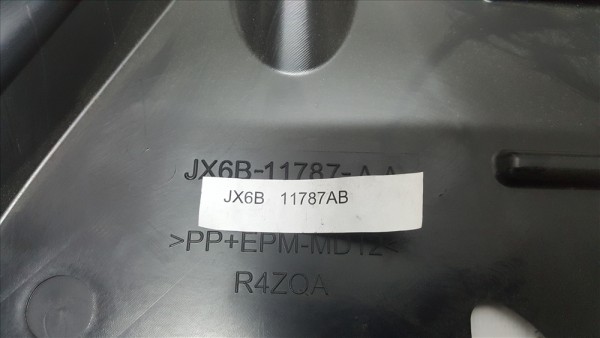 JX6B-11787-AA
JX6B 11787AB
>PP+EPM-MD12<
R4ZQA